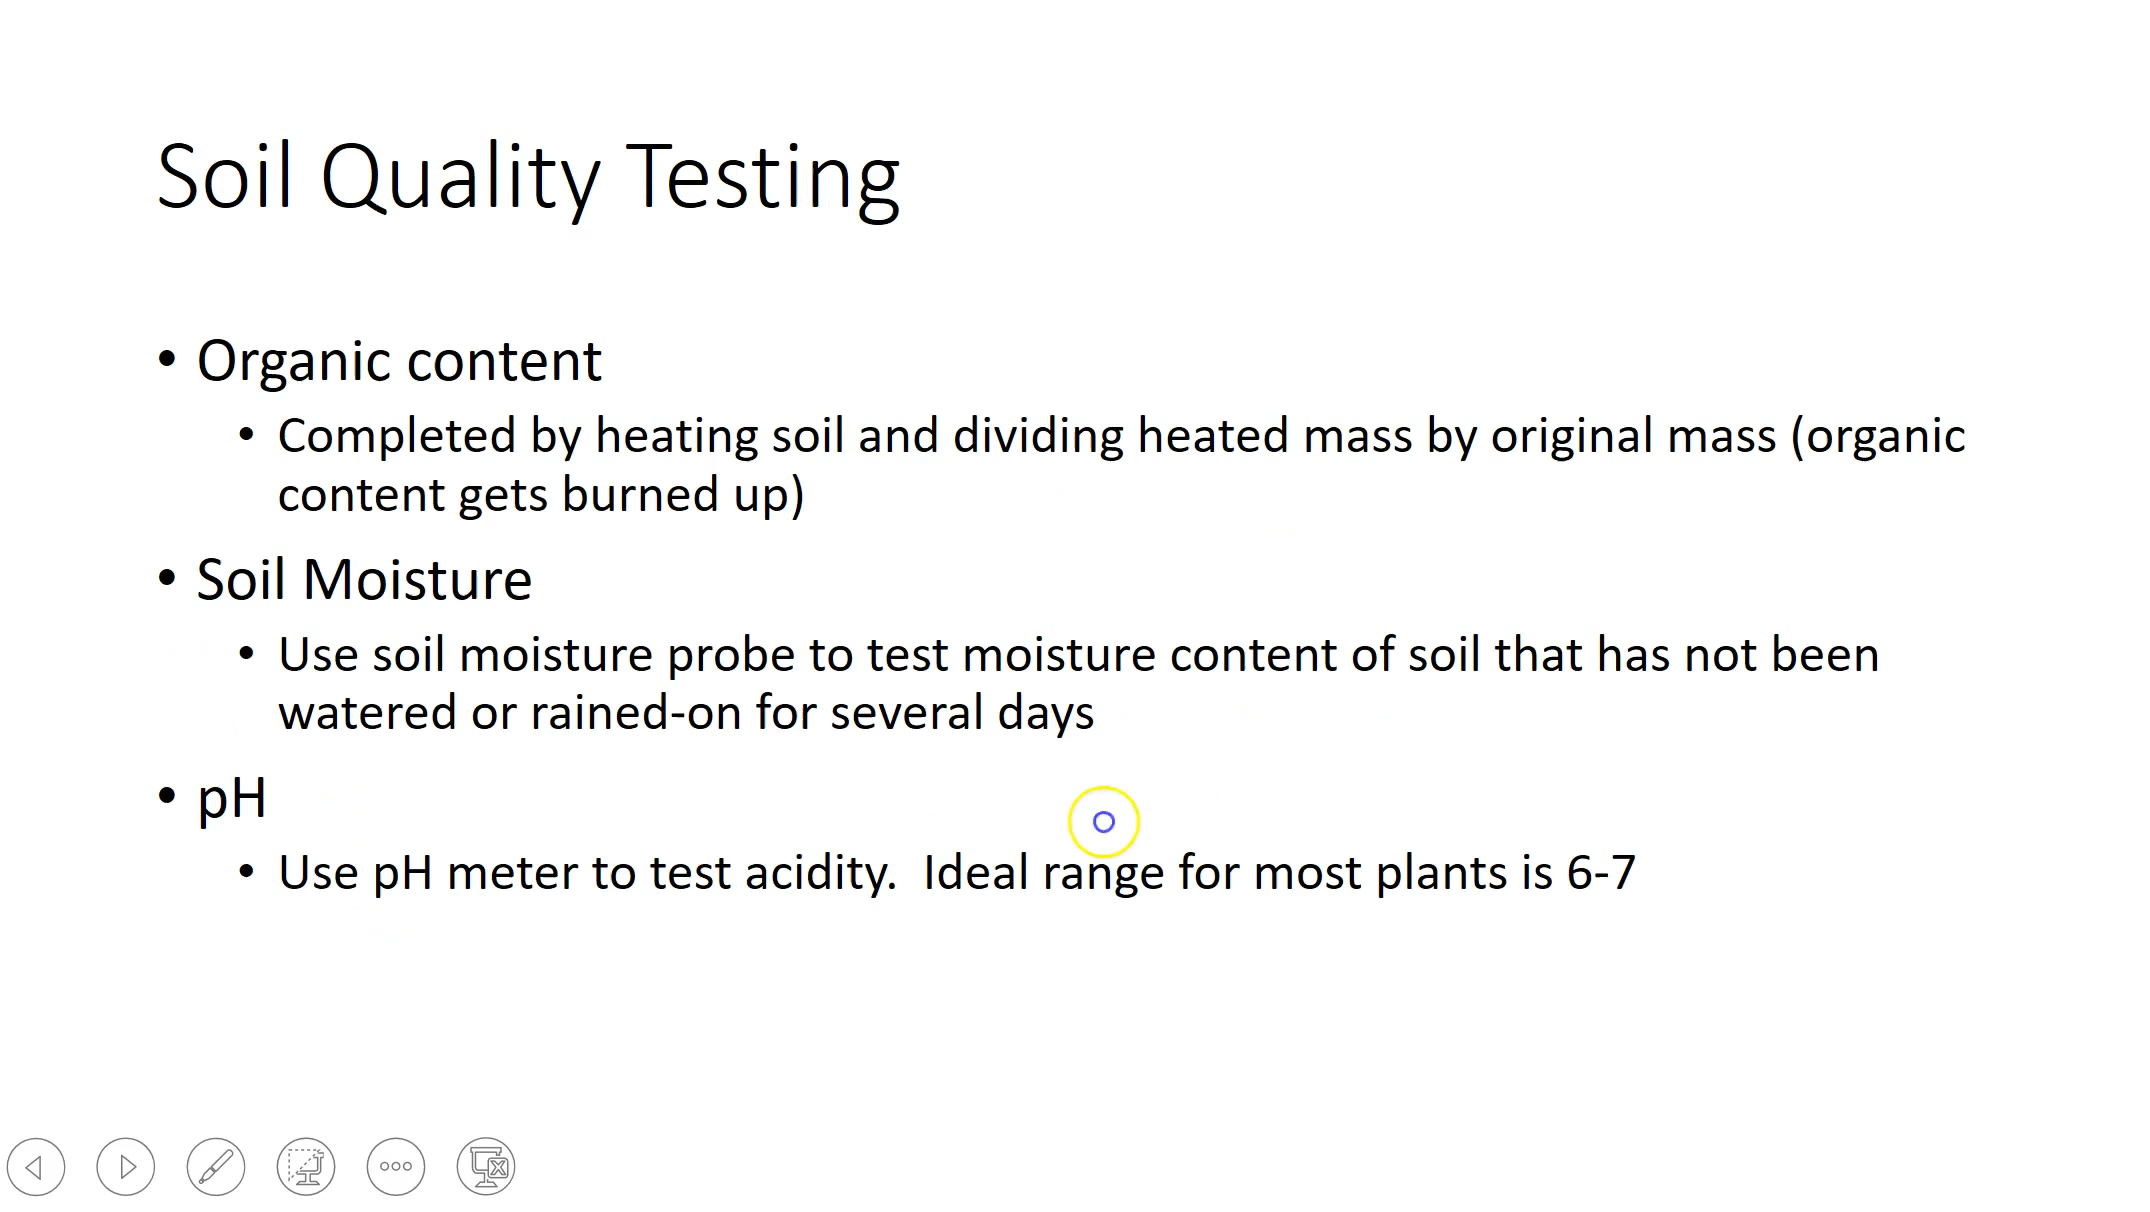 Soil Quality Testing
• Organic content
• Completed by heating soil and dividing heated mass by original mass (organic
content gets burned up)
• Soil Moisture
• Use soil moisture probe to test moisture content of soil that has not been
watered or rained-on for several days
• pH
• Use pH meter to test acidity.  Ideal range for most plants is 6-7